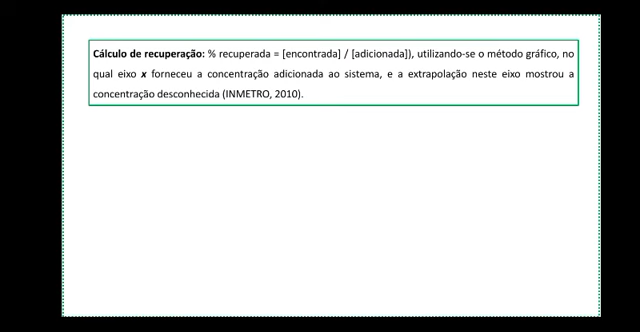 Cálculo de recuperação: % recuperada = [encontrada] / [adicionada]), utilizando-se o método gráfico, no
qual eixo x forneceu a concentração adicionada ao sistema, e a extrapolação neste eixo mostrou a
concentração desconhecida (INMETRO, 2010).